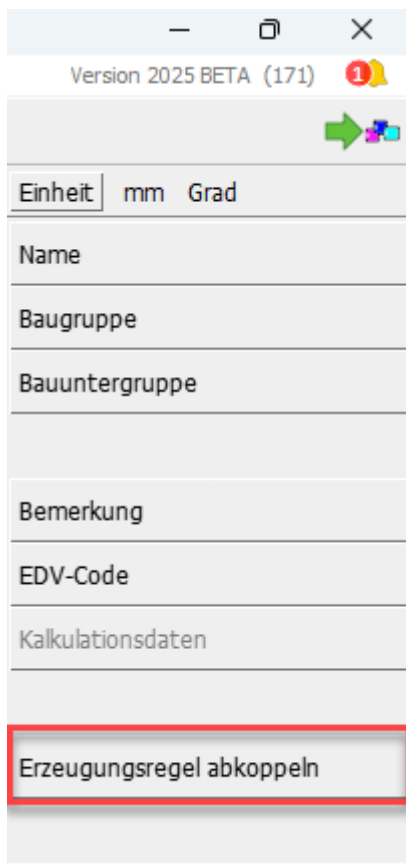 Version 2025 BETA (171) 1
Einheit mm Grad
Name
Baugruppe
Bauuntergruppe
Bemerkung
EDV-Code
Kalkulationsdaten
Erzeugungsregel abkoppeln